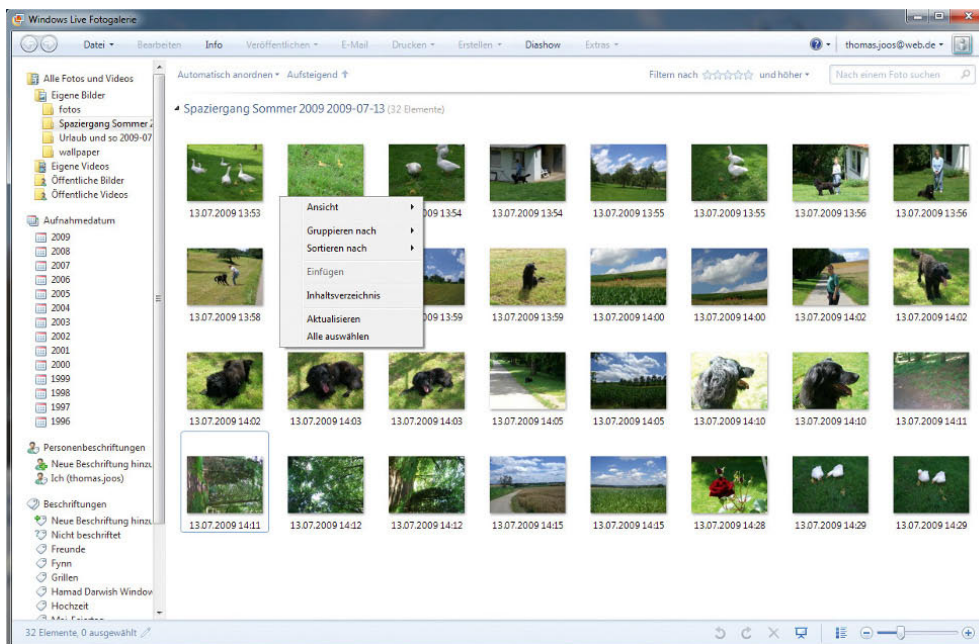 Windows Live Fotogalerie
Datei Bearbeiten Info Veröffentlichen E-Mail Drucken Erstellen Diashow Extras thomas.joos@web.de
Automatisch anordnen Aufsteigend Filtern nach und höher Nach einem Foto suchen
Alle Fotos und Videos
Eigene Bilder
fotos
Spaziergang Sommer 2
Urlaub und so 2009-07
wallpaper
Eigene Videos
Öffentliche Bilder
Öffentliche Videos
Aufnahmedatum
2009
2008
2007
2006
2005
2004
2003
2002
2001
2000
1999
1998
1997
1996
Personenbeschriftungen
Neue Beschriftung hinzu
Ich (thomas.joos)
Beschriftungen
Neue Beschriftung hinzu
Nicht beschriftet
Freunde
Fynn
Grillen
Hamad Darwish Window
Hochzeit
Spaziergang Sommer 2009 2009-07-13 (32 Elemente)
13.07.2009 13:53 09 13:54 13.07.2009 13:54 13.07.2009 13:55 13.07.2009 13:55 13.07.2009 13:56 13.07.2009 13:56
Ansicht
Gruppieren nach
Sortieren nach
Einfügen
Inhaltsverzeichnis
Aktualisieren
Alle auswählen
13.07.2009 13:58 09 13:59 13.07.2009 13:59 13.07.2009 14:00 13.07.2009 14:00 13.07.2009 14:02 13.07.2009 14:02
13.07.2009 14:02 13.07.2009 14:03 13.07.2009 14:03 13.07.2009 14:05 13.07.2009 14:05 13.07.2009 14:10 13.07.2009 14:10 13.07.2009 14:11
13.07.2009 14:11 13.07.2009 14:12 13.07.2009 14:12 13.07.2009 14:15 13.07.2009 14:15 13.07.2009 14:28 13.07.2009 14:29 13.07.2009 14:29
32 Elemente, 0 ausgewählt